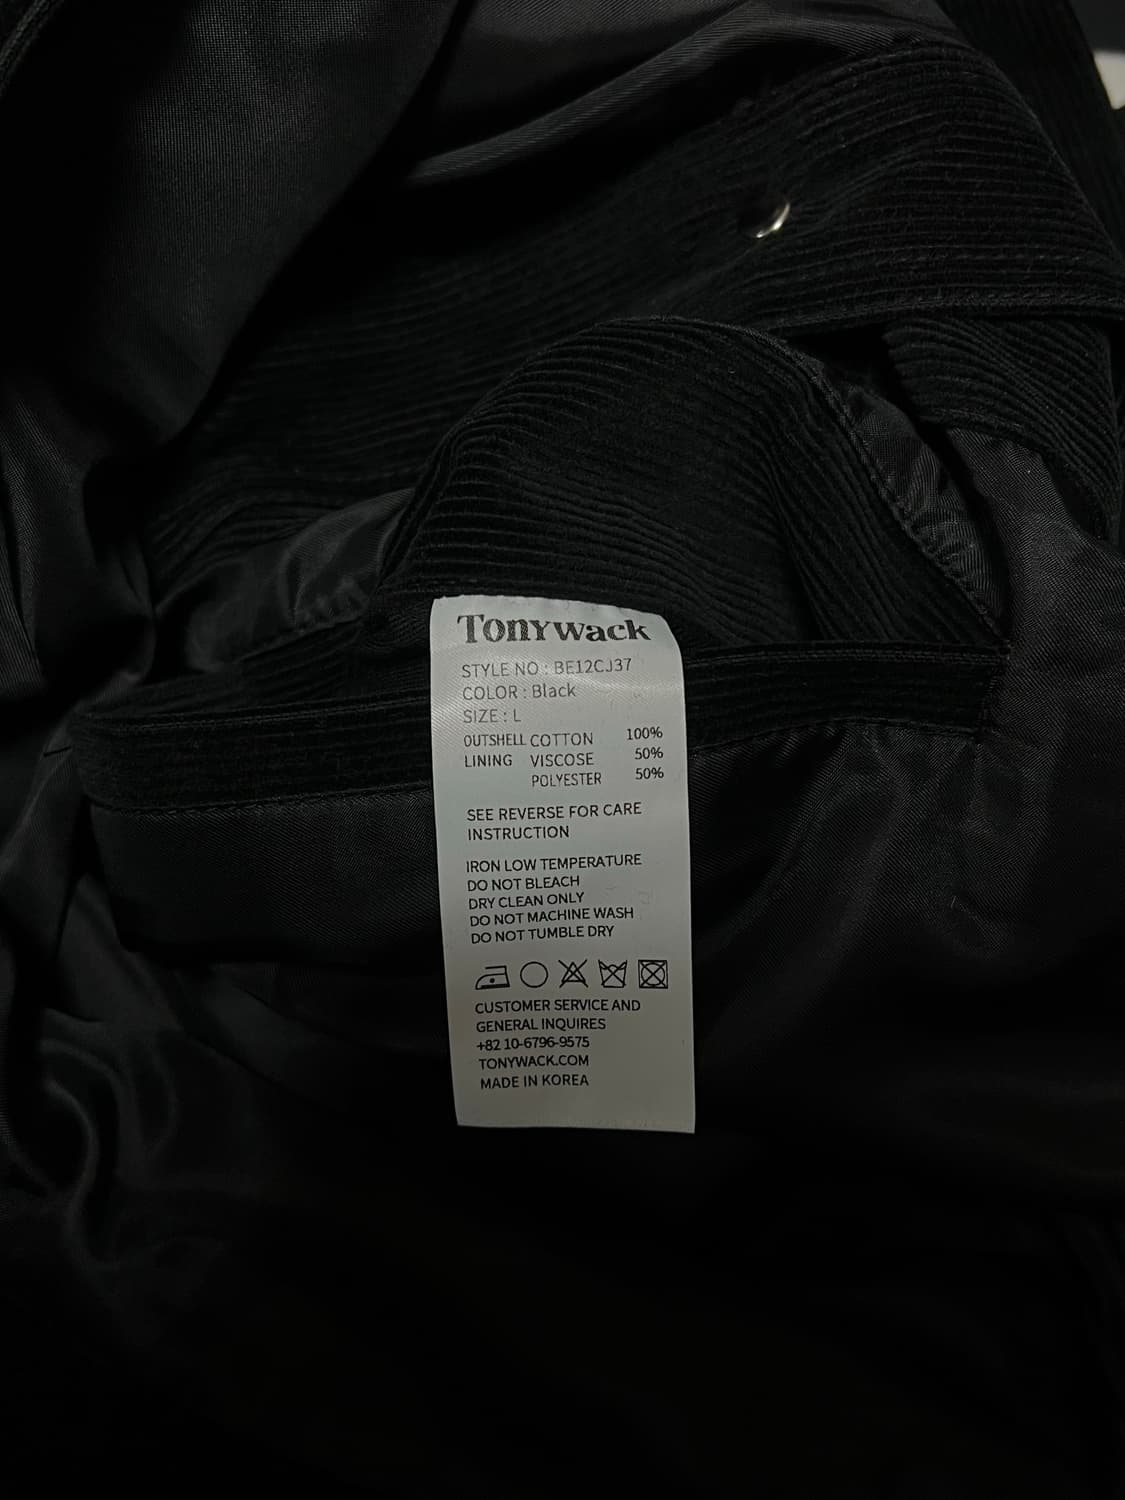 Tonywack
STYLE NO : BE12CJ37
COLOR : Black
SIZE : L
OUTSHELL COTTON 100%
LINING VISCOSE 50%
POLYESTER 50%
SEE REVERSE FOR CARE
INSTRUCTION
IRON LOW TEMPERATURE
DO NOT BLEACH
DRY CLEAN ONLY
DO NOT MACHINE WASH
DO NOT TUMBLE DRY
CUSTOMER SERVICE AND
GENERAL INQUIRES
+82 10-6796-9575
TONYWACK.COM
MADE IN KOREA